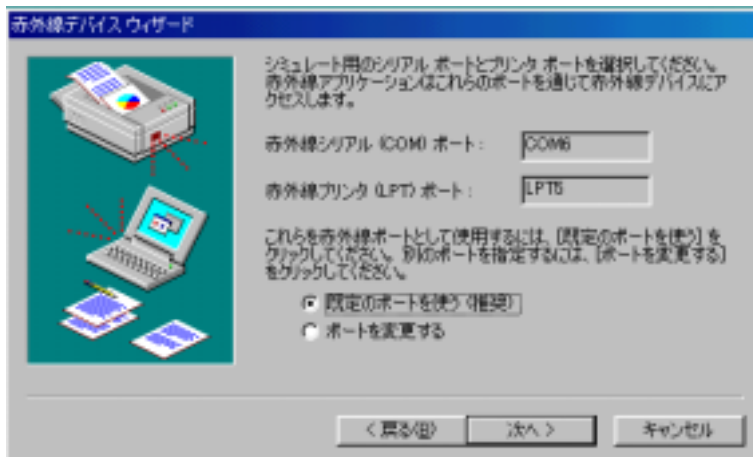 赤外線デバイス ウィザード
シミュレート用のシリアル ポートとプリンタ ポートを選択してください。
赤外線アプリケーションはこれらのポートを通じて赤外線デバイスにア
クセスします。
赤外線シリアル (COM) ポート : COM6
赤外線プリンタ (LPT) ポート : LPT5
これらを赤外線ポートとして使用するには、[既定のポートを使う] を
クリックしてください。別のポートを指定するには、[ポートを変更する]
をクリックしてください。
既定のポートを使う (推奨)
ポートを変更する
< 戻る(B) 次へ > キャンセル